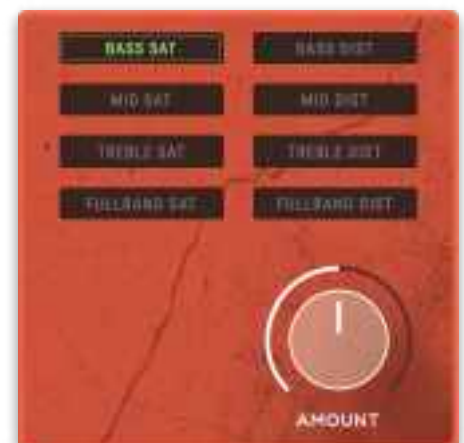 BASS SAT
BASS DIST
MID SAT
MID DIST
TREBLE SAT
TREBLE DIST
FULLBAND SAT
FULLBAND DIST
AMOUNT